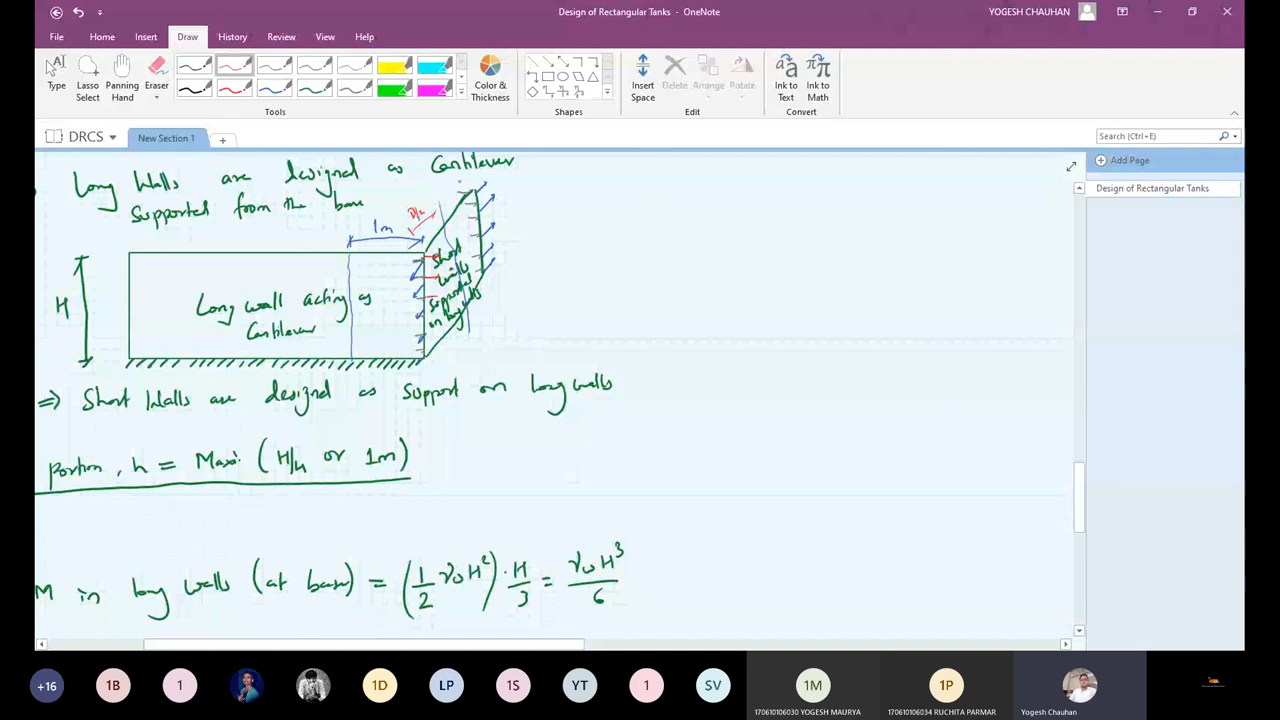 Design of Rectangular Tanks - OneNote
YOGESH CHAUHAN
File Home Insert Draw History Review View Help
Type
Lasso Select
Panning Hand
Eraser
Color & Thickness
Insert Space
Delete
Arrange
Rotate
Ink to Text
Ink to Math
Tools
Shapes
Edit
Convert
DRCS
New Section 1
Search (Ctrl+E)
Add Page
Design of Rectangular Tanks
Long Walls are designed as Cantilever
supported from the base
1m
H
Long wall acting as
Cantilever
Short
walls
supported
on long walls
⇒ Short Walls are designed as support on long walls
portion, h = Max. (H/4 or 1m)
M in long walls (at base) = (1/2 γω H²) · H/3 = γω H³/6
+16
1B
1
1D
LP
1S
YT
1
SV
1M
1P
170610106030 YOGESH MAURYA
170610106034 RUCHITA PARMAR
Yogesh Chauhan